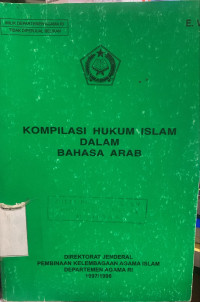 E.
KOMPILASI HUKUM ISLAM
DALAM
BAHASA ARAB
DIREKTORAT JENDERAL
PEMBINAAN KELEMBAGAAN AGAMA ISLAM
DEPARTEMEN AGAMA RI